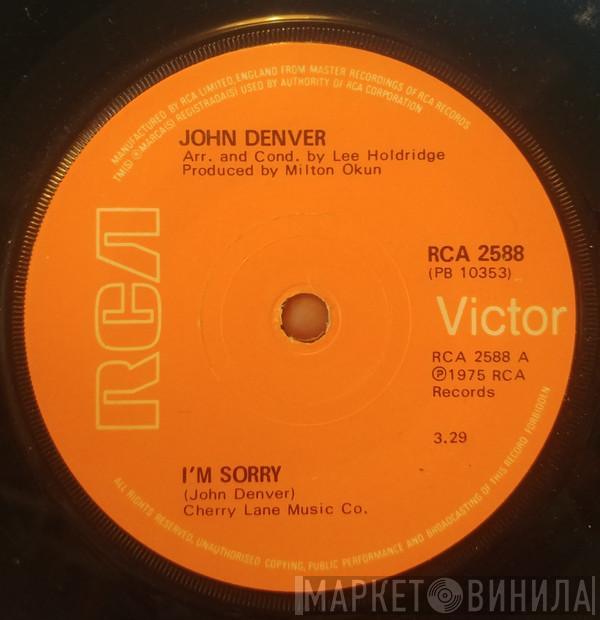 MANUFACTURED BY RCA LIMITED, ENGLAND FROM MASTER RECORDINGS OF RCA RECORDS
TM(S) ® MARCA(S) REGISTRADA(S) USED BY AUTHORITY OF RCA CORPORATION
JOHN DENVER
Arr. and Cond. by Lee Holdridge
Produced by Milton Okun
RCA
RCA 2588
(PB 10353)
Victor
RCA 2588 A
℗1975 RCA
Records
3.29
I'M SORRY
(John Denver)
Cherry Lane Music Co.
ALL RIGHTS RESERVED, UNAUTHORISED COPYING, PUBLIC PERFORMANCE AND BROADCASTING OF THIS RECORD FORBIDDEN
МАРКЕТ ВИНИЛА